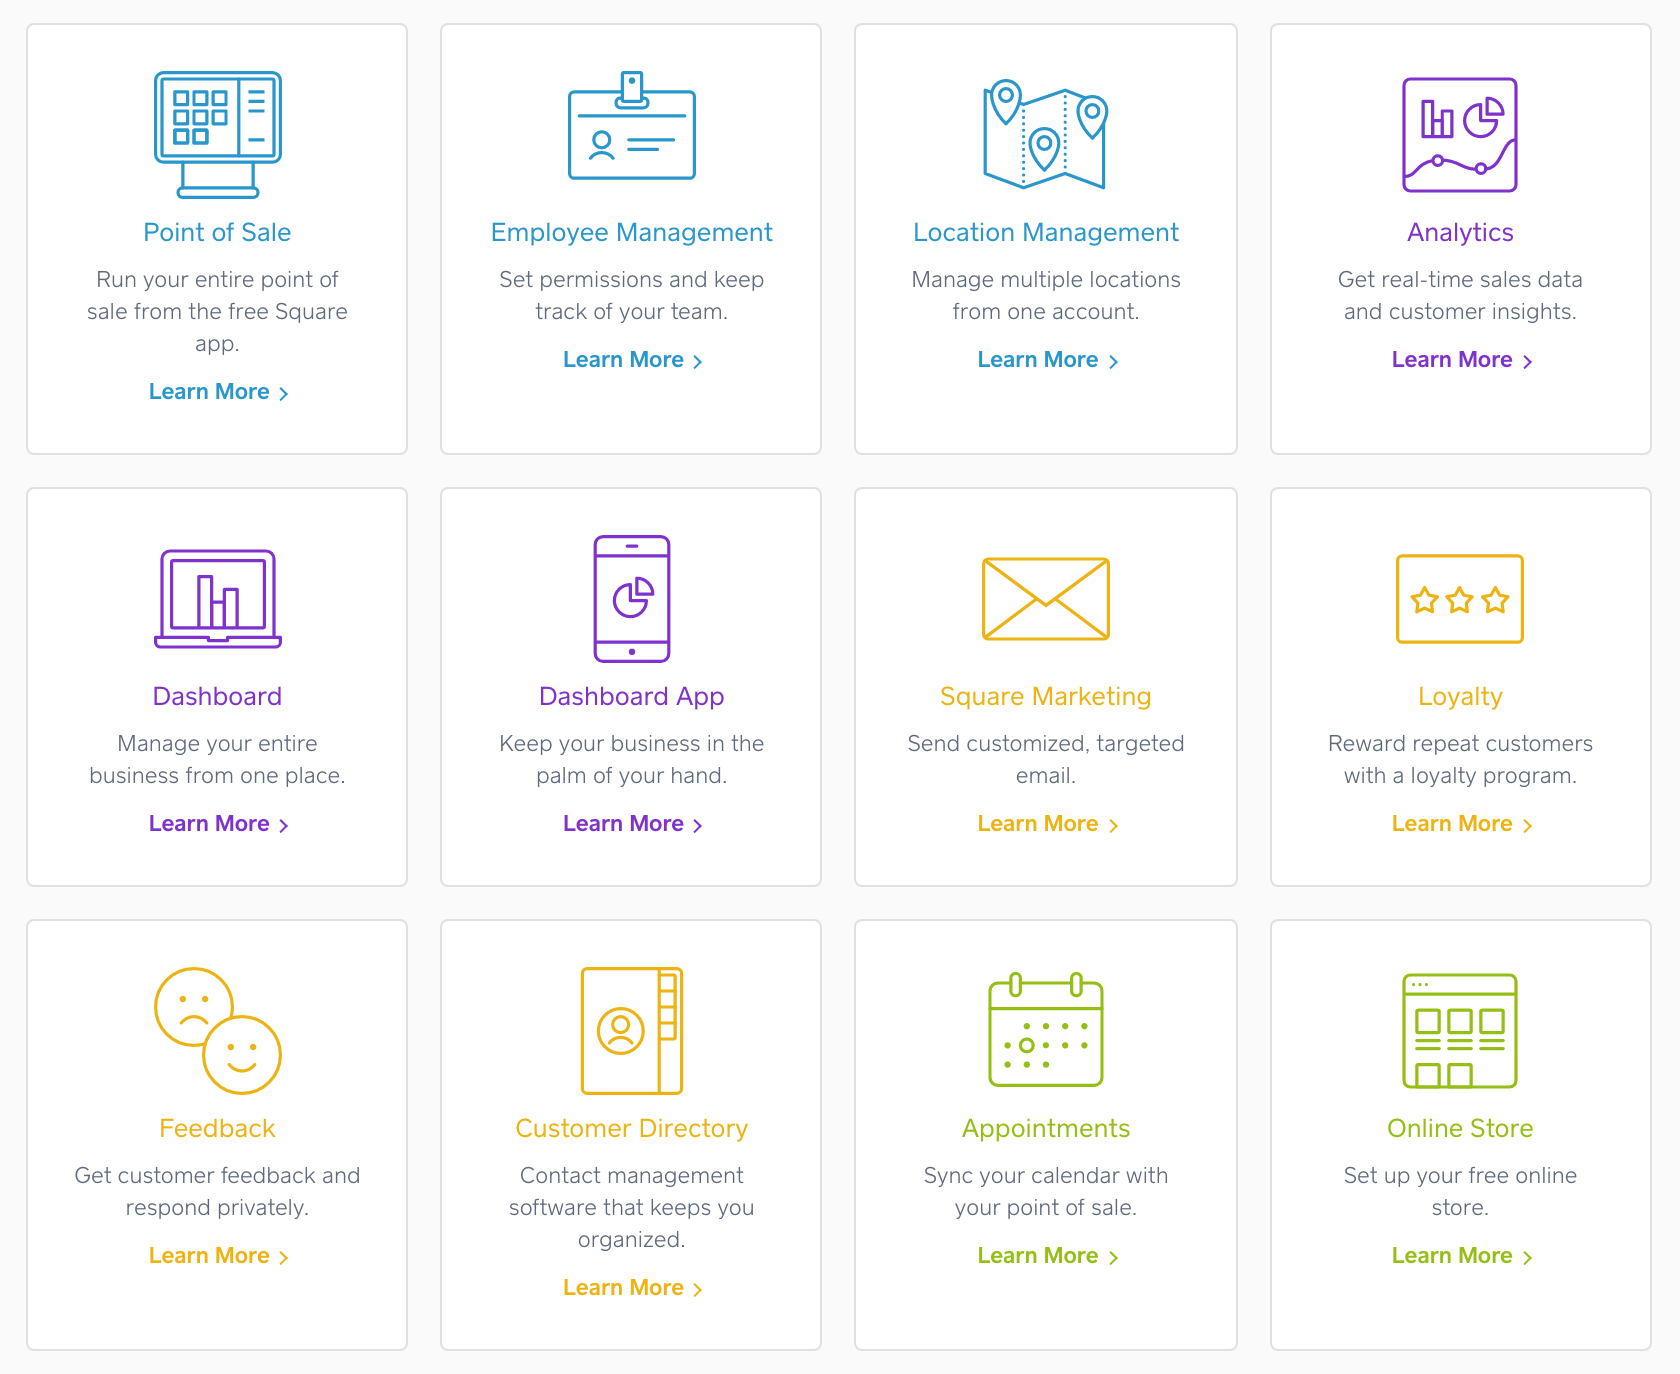 Point of Sale
Run your entire point of
sale from the free Square
app.
Learn More
Employee Management
Set permissions and keep
track of your team.
Learn More
Location Management
Manage multiple locations
from one account.
Learn More
Analytics
Get real-time sales data
and customer insights.
Learn More
Dashboard
Manage your entire
business from one place.
Learn More
Dashboard App
Keep your business in the
palm of your hand.
Learn More
Square Marketing
Send customized, targeted
email.
Learn More
Loyalty
Reward repeat customers
with a loyalty program.
Learn More
Feedback
Get customer feedback and
respond privately.
Learn More
Customer Directory
Contact management
software that keeps you
organized.
Learn More
Appointments
Sync your calendar with
your point of sale.
Learn More
Online Store
Set up your free online
store.
Learn More